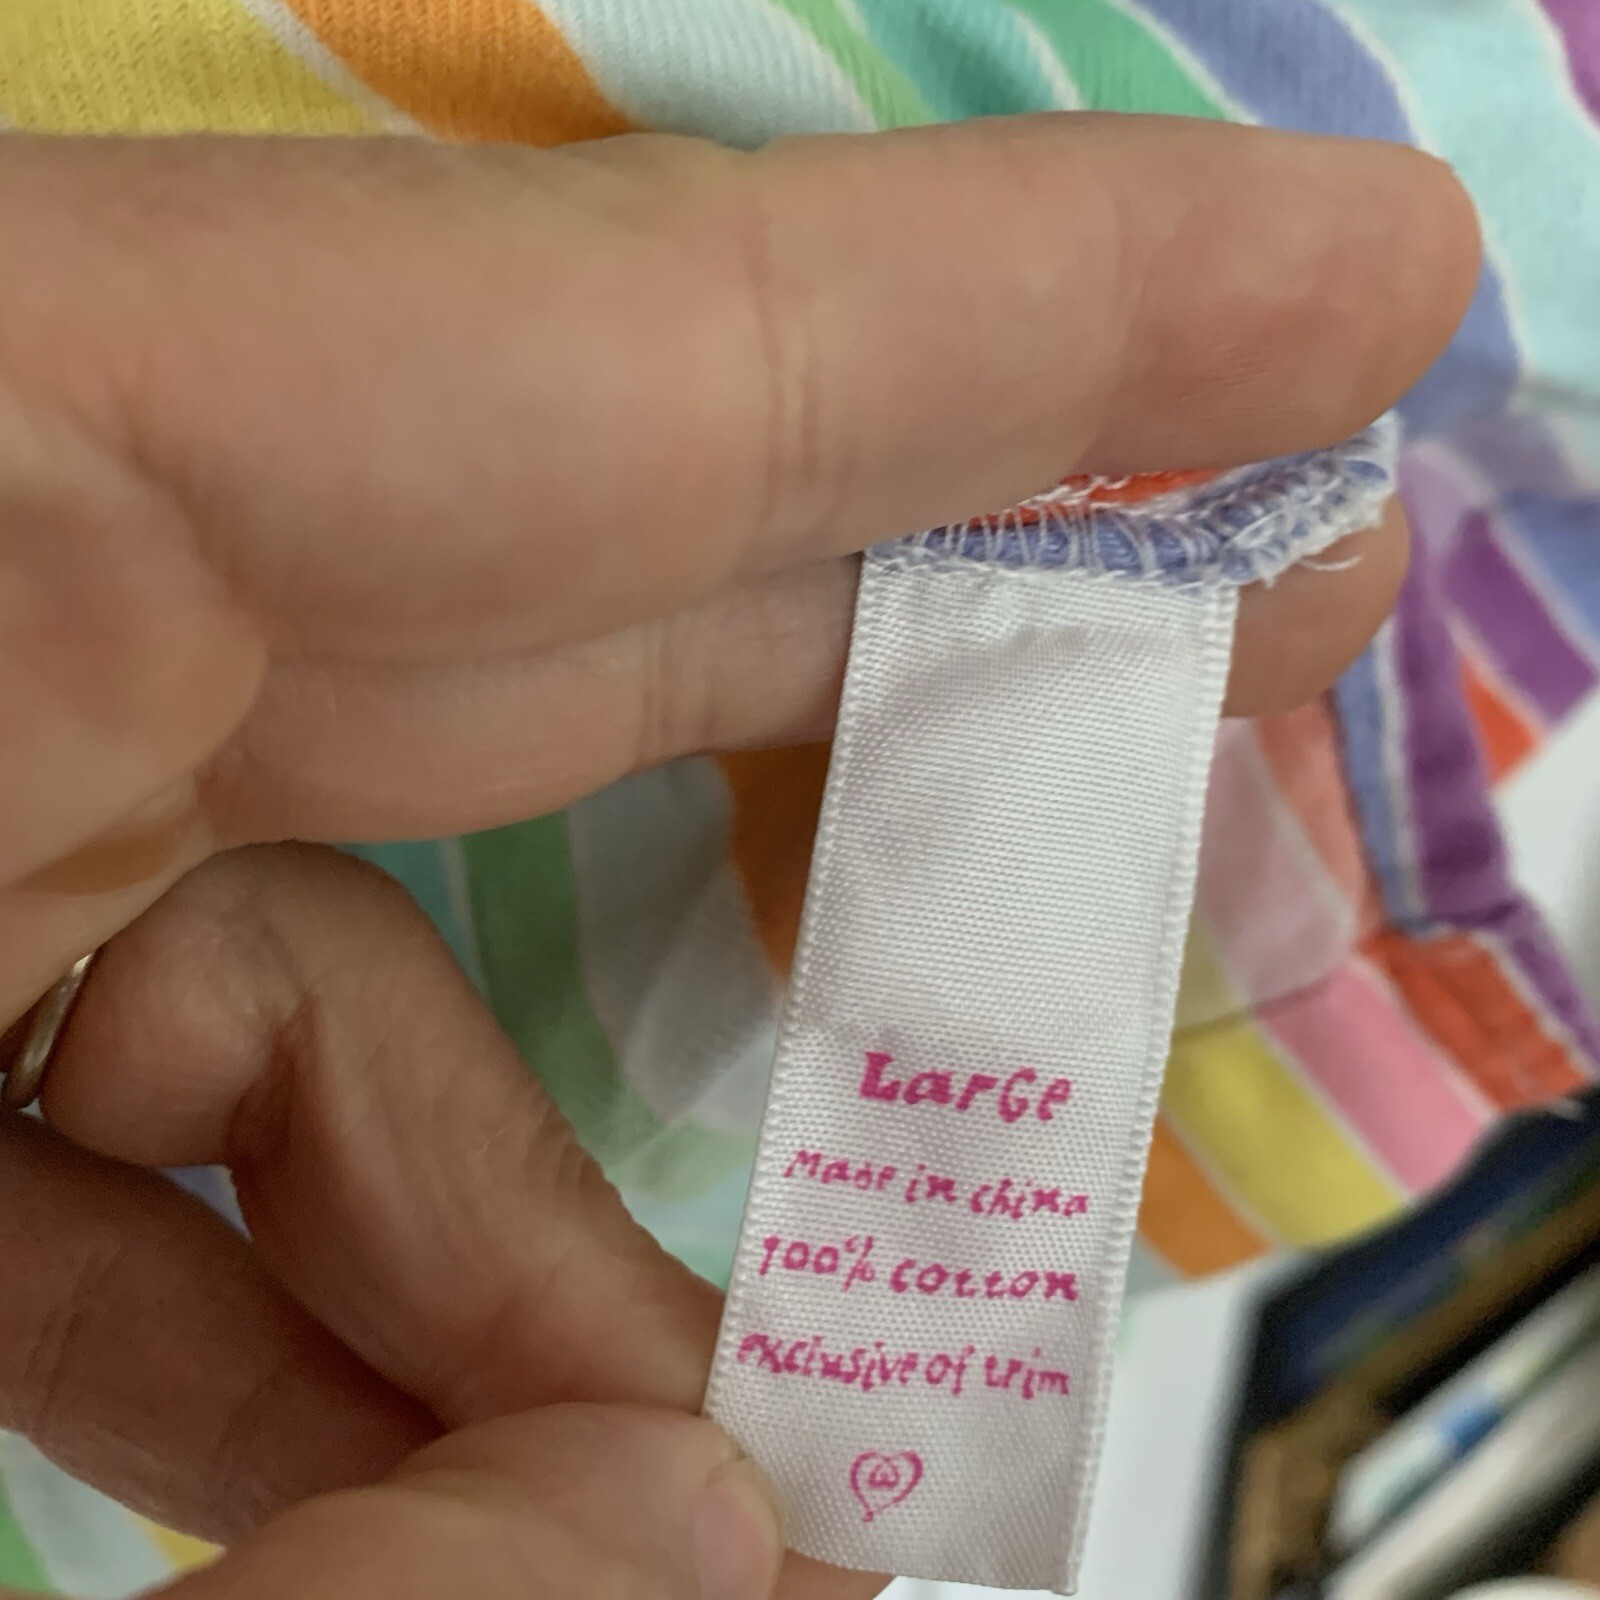 Large
Made in china
100% cotton
exclusive of trim